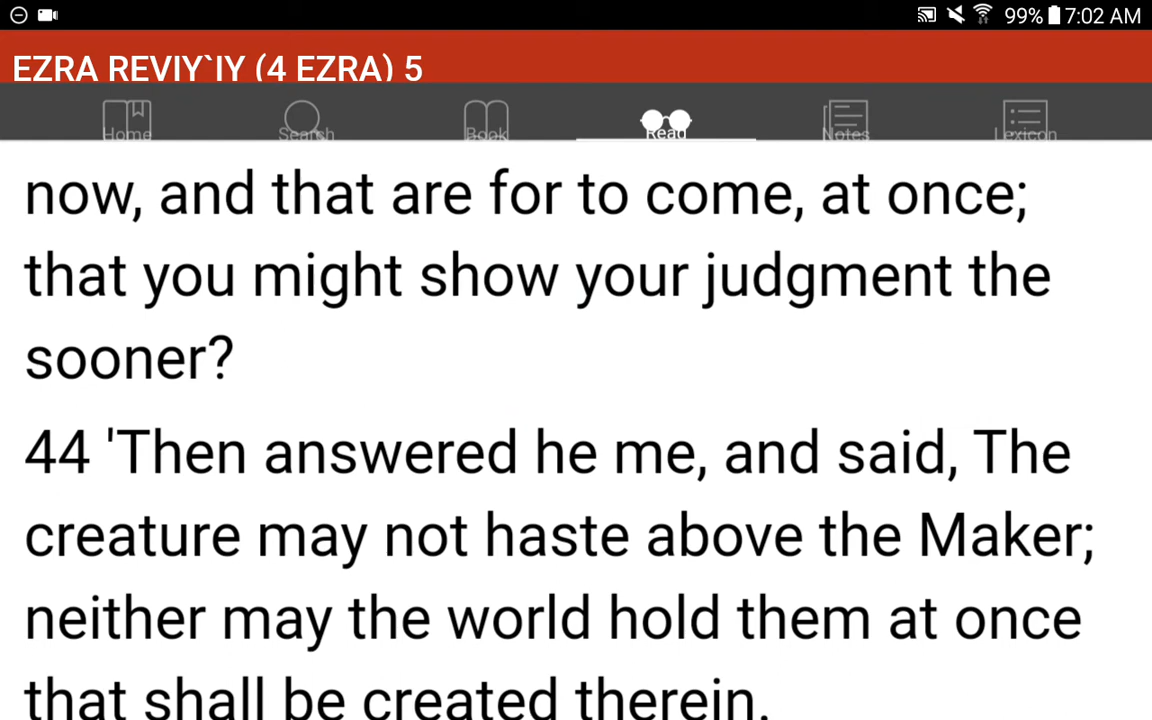 99% 7:02 AM
EZRA REVIY`IY (4 EZRA) 5
Home Search Book Read Notes Lexicon
now, and that are for to come, at once;
that you might show your judgment the
sooner?
44 'Then answered he me, and said, The
creature may not haste above the Maker;
neither may the world hold them at once
that shall be created therein.